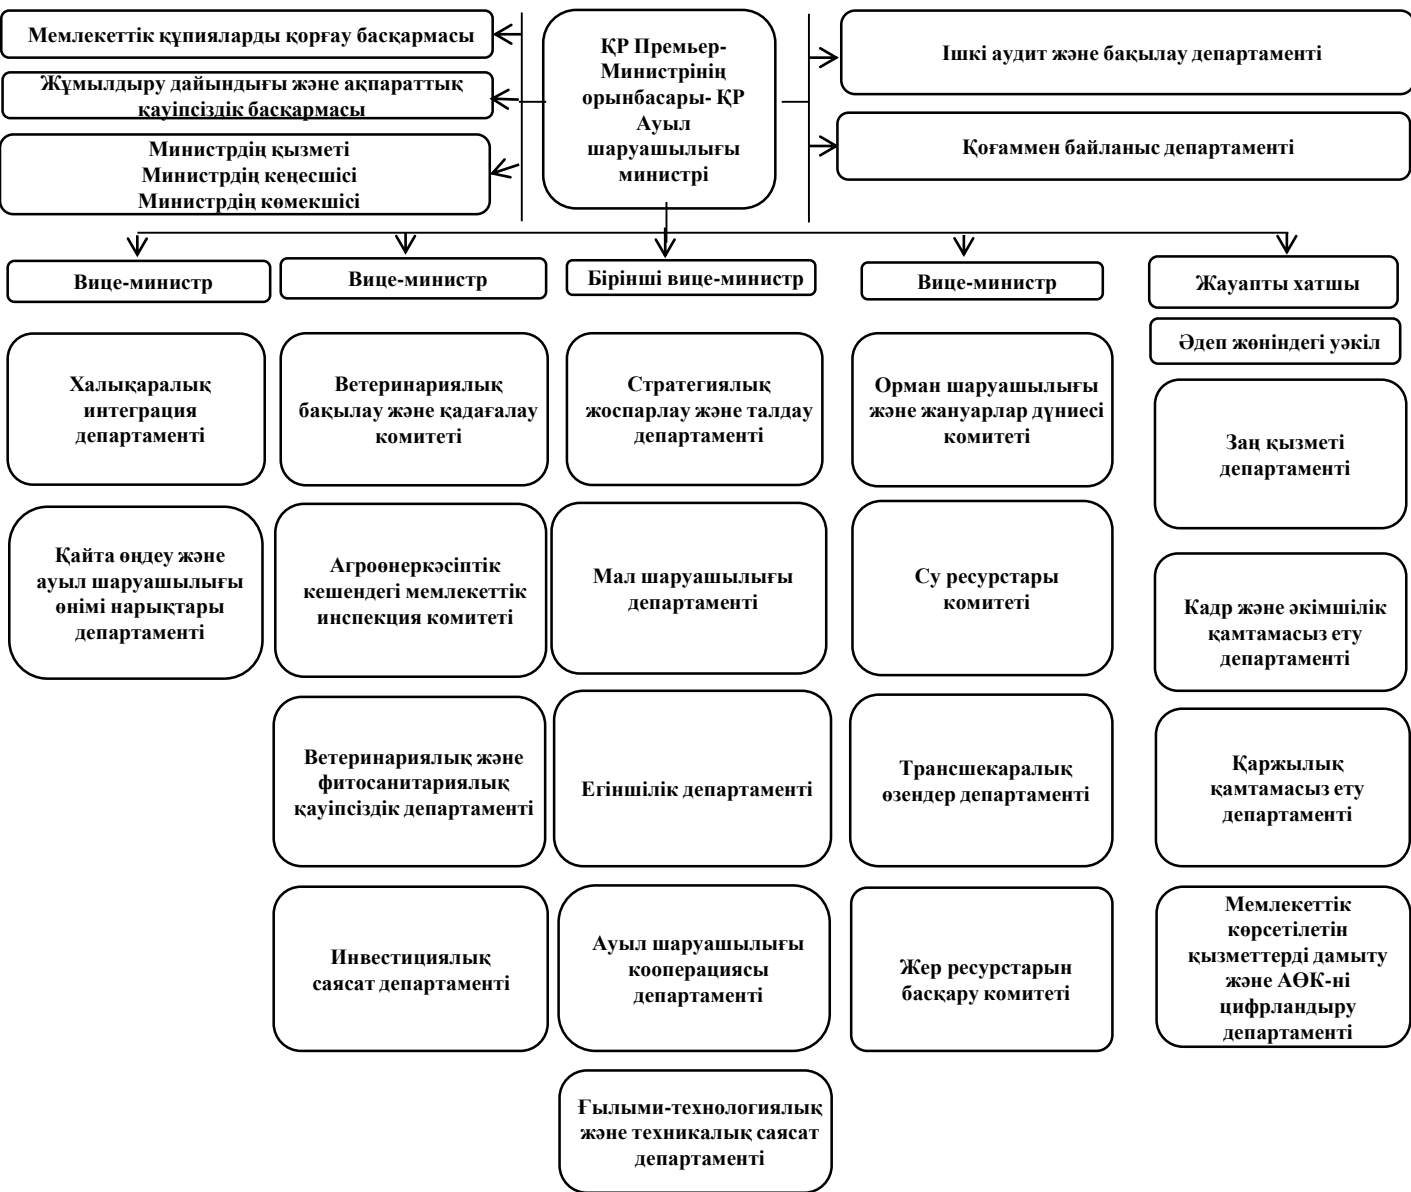 Мемлекеттік құпияларды қорғау басқармасы
Жұмылдыру дайындығы және ақпараттық
қауіпсіздік басқармасы
Министрдің қызметі
Министрдің кеңесшісі
Министрдің көмекшісі
ҚР Премьер-
Министрінің
орынбасары- ҚР
Ауыл
шаруашылығы
министрі
Ішкі аудит және бақылау департаменті
Қоғаммен байланыс департаменті
Вице-министр
Вице-министр
Бірінші вице-министр
Вице-министр
Жауапты хатшы
Әдеп жөніндегі уәкіл
Халықаралық
интеграция
департаменті
Қайта өңдеу және
ауыл шаруашылығы
өнімі нарықтары
департаменті
Ветеринариялық
бақылау және қадағалау
комитеті
Агроөнеркәсіптік
кешендегі мемлекеттік
инспекция комитеті
Ветеринариялық және
фитосанитариялық
қауіпсіздік департаменті
Инвестициялық
саясат департаменті
Стратегиялық
жоспарлау және талдау
департаменті
Мал шаруашылығы
департаменті
Егіншілік департаменті
Ауыл шаруашылығы
кооперациясы
департаменті
Ғылыми-технологиялық
және техникалық саясат
департаменті
Орман шаруашылығы
және жануарлар дүниесі
комитеті
Су ресурстары
комитеті
Трансшекаралық
өзендер департаменті
Жер ресурстарын
басқару комитеті
Заң қызметі
департаменті
Кадр және әкімшілік
қамтамасыз ету
департаменті
Қаржылық
қамтамасыз ету
департаменті
Мемлекеттік
көрсетілетін
қызметтерді дамыту
және АӨК-ні
цифрландыру
департаменті